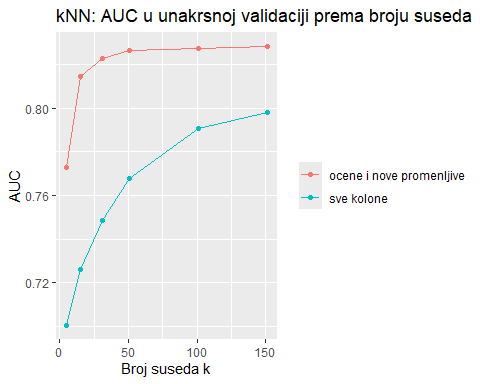 kNN: AUC u unakrsnoj validaciji prema broju suseda
AUC
0.80
0.76
0.72
0 50 100 150
Broj suseda k
ocene i nove promenljive
sve kolone